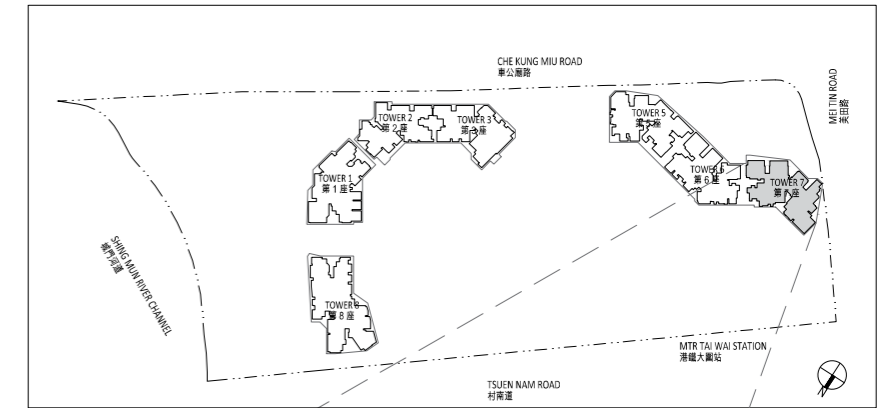 CHE KUNG MIU ROAD
車公廟路
MEI TIN ROAD
美田路
TOWER 2
第 2 座
TOWER 3
第 3 座
TOWER 5
第 5 座
TOWER 1
第 1 座
TOWER 6
第 6 座
TOWER 7
第 7 座
SHING MUN RIVER CHANNEL
城門河道
TOWER 8
第 8 座
MTR TAI WAI STATION
港鐵大圍站
TSUEN NAM ROAD
村南道
N